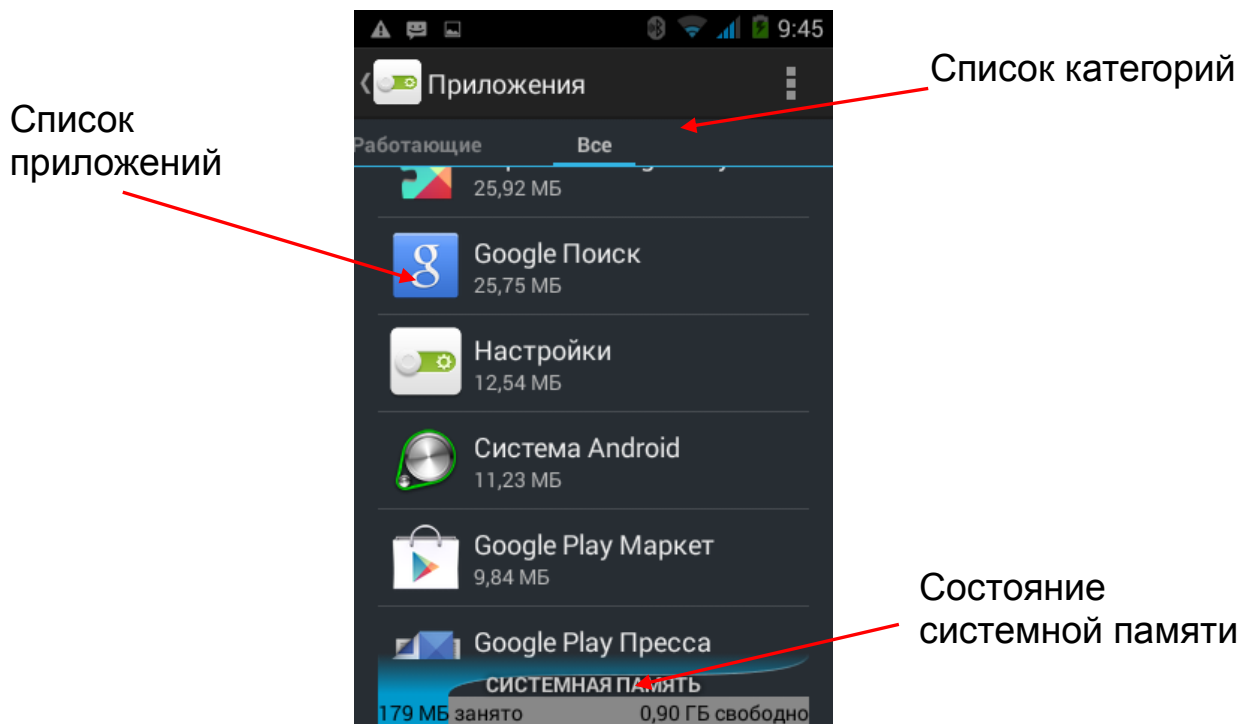 9:45
Приложения
Список категорий
Список
приложений
Работающие Все
25,92 МБ
Google Поиск
25,75 МБ
Настройки
12,54 МБ
Система Android
11,23 МБ
Google Play Маркет
9,84 МБ
Google Play Пресса
Состояние
системной памяти
СИСТЕМНАЯ ПАМЯТЬ
179 МБ занято 0,90 ГБ свободно